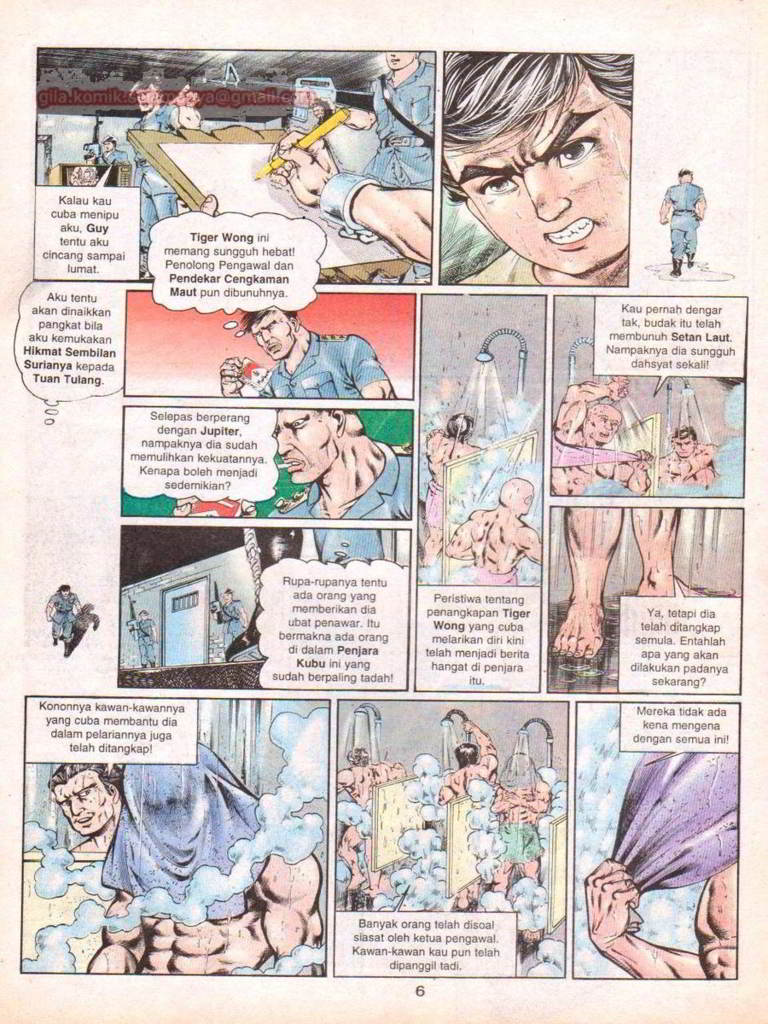 Kalau kau
cuba menipu
aku, Guy
tentu aku
cincang sampai
lumat.
Tiger Wong ini
memang sungguh hebat!
Penolong Pengawal dan
Pendekar Cengkaman
Maut pun dibunuhnya.
Aku tentu
akan dinaikkan
pangkat bila
aku kemukakan
Hikmat Sembilan
Surianya kepada
Tuan Tulang.
Selepas berperang
dengan Jupiter,
nampaknya dia sudah
memulihkan kekuatannya.
Kenapa boleh menjadi
sedemikian?
Rupa-rupanya tentu
ada orang yang
memberikan dia
ubat penawar. Itu
bermakna ada orang
di dalam Penjara
Kubu ini yang
sudah berpaling tadah!
Peristiwa tentang
penangkapan Tiger
Wong yang cuba
melarikan diri kini
telah menjadi berita
hangat di penjara
itu.
Kau pernah dengar
tak, budak itu telah
membunuh Setan Laut.
Nampaknya dia sungguh
dahsyat sekali!
Ya, tetapi dia
telah ditangkap
semula. Entahlah
apa yang akan
dilakukan padanya
sekarang?
Kononnya kawan-kawannya
yang cuba membantu dia
dalam pelariannya juga
telah ditangkap!
Banyak orang telah disoal
siasat oleh ketua pengawal.
Kawan-kawan kau pun telah
dipanggil tadi.
Mereka tidak ada
kena mengena
dengan semua ini!
6